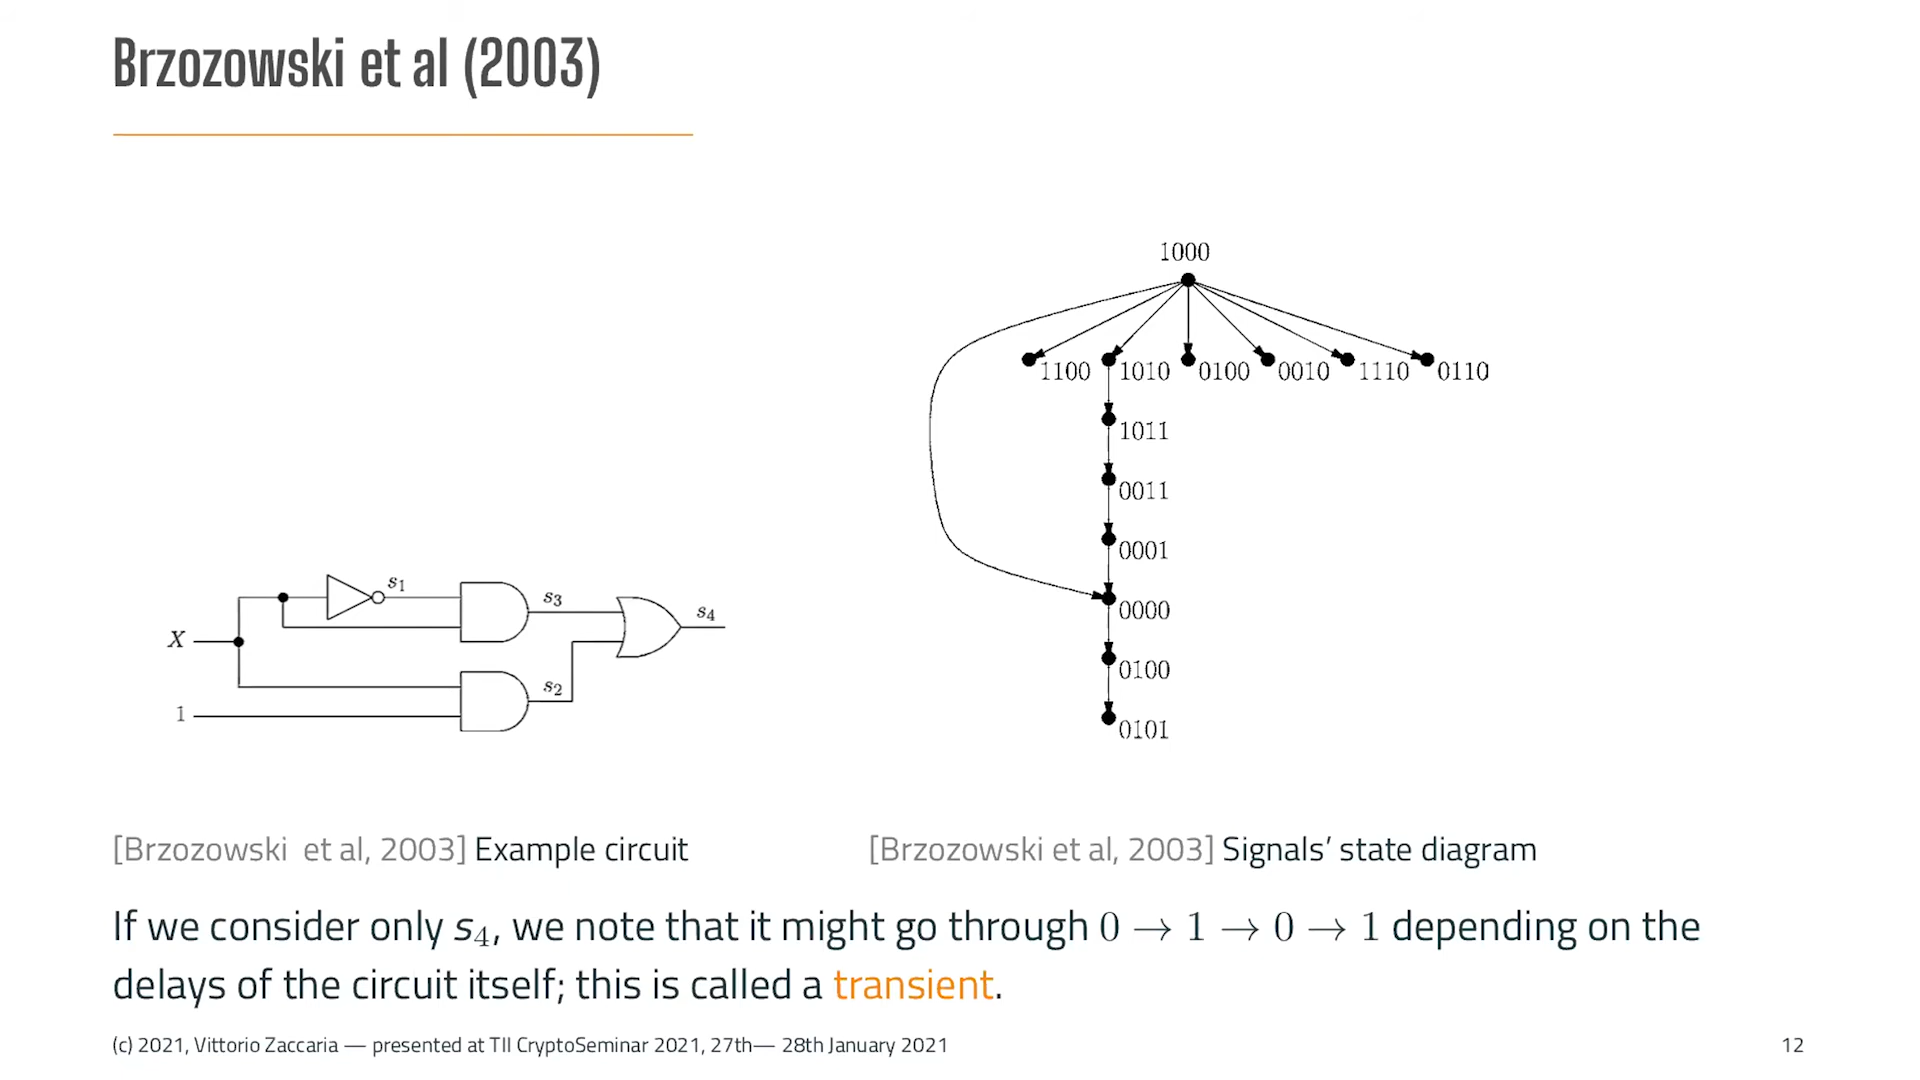 Brzozowski et al (2003)
1000
1100 1010 0100 0010 1110 0110
1011
0011
0001
0000
0100
0101
s₁
s₃
s₄
X
s₂
1
[Brzozowski et al, 2003] Example circuit
[Brzozowski et al, 2003] Signals’ state diagram
If we consider only s₄, we note that it might go through 0 → 1 → 0 → 1 depending on the
delays of the circuit itself; this is called a transient.
(c) 2021, Vittorio Zaccaria — presented at TII CryptoSeminar 2021, 27th— 28th January 2021
12